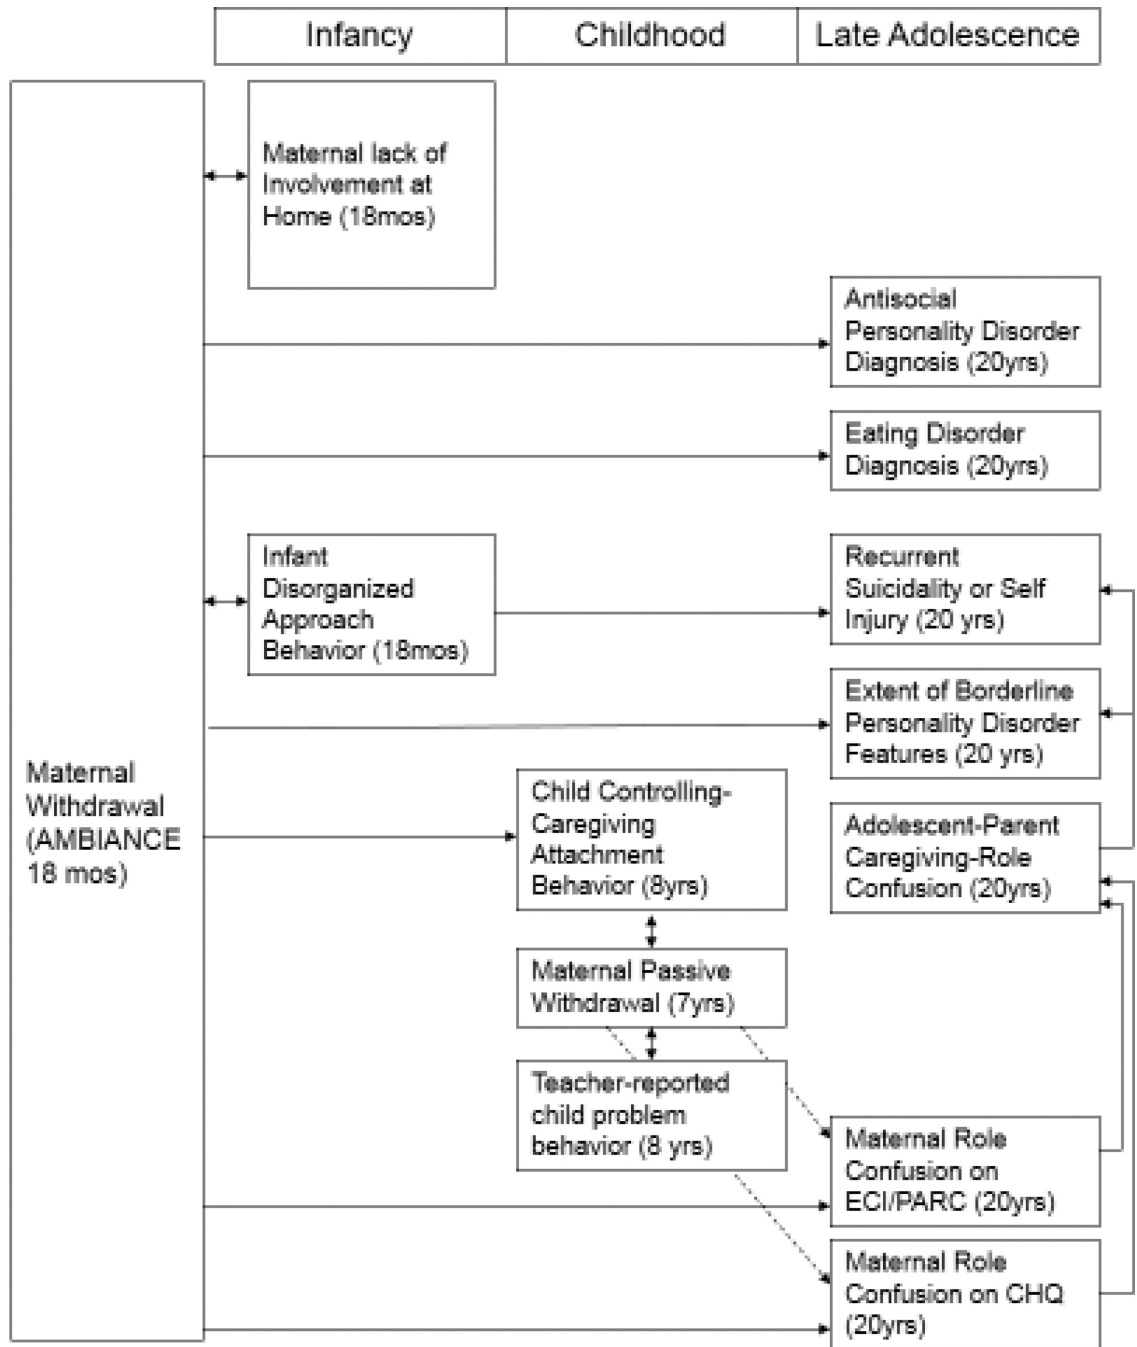 Infancy
Childhood
Late Adolescence
Maternal lack of
Involvement at
Home (18mos)
Antisocial
Personality Disorder
Diagnosis (20yrs)
Eating Disorder
Diagnosis (20yrs)
Infant
Disorganized
Approach
Behavior (18mos)
Recurrent
Suicidality or Self
Injury (20 yrs)
Extent of Borderline
Personality Disorder
Features (20 yrs)
Maternal
Withdrawal
(AMBIANCE
18 mos)
Child Controlling-
Caregiving
Attachment
Behavior (8yrs)
Adolescent-Parent
Caregiving-Role
Confusion (20yrs)
Maternal Passive
Withdrawal (7yrs)
Teacher-reported
child problem
behavior (8 yrs)
Maternal Role
Confusion on
ECI/PARC (20yrs)
Maternal Role
Confusion on CHQ
(20yrs)